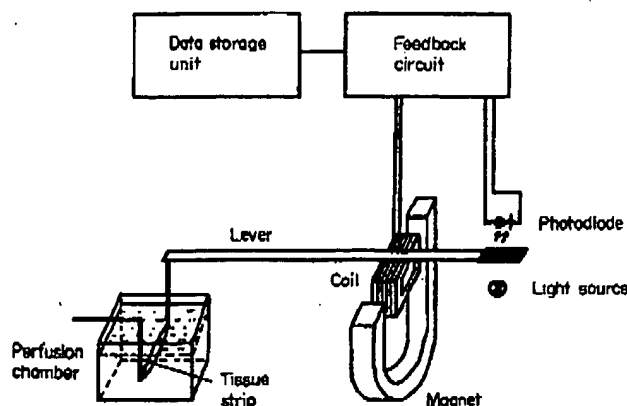 Data storage
unit
Feedback
circuit
Photodiode
Lever
Coil
Light source
Perfusion
chamber
Tissue
strip
Magnet